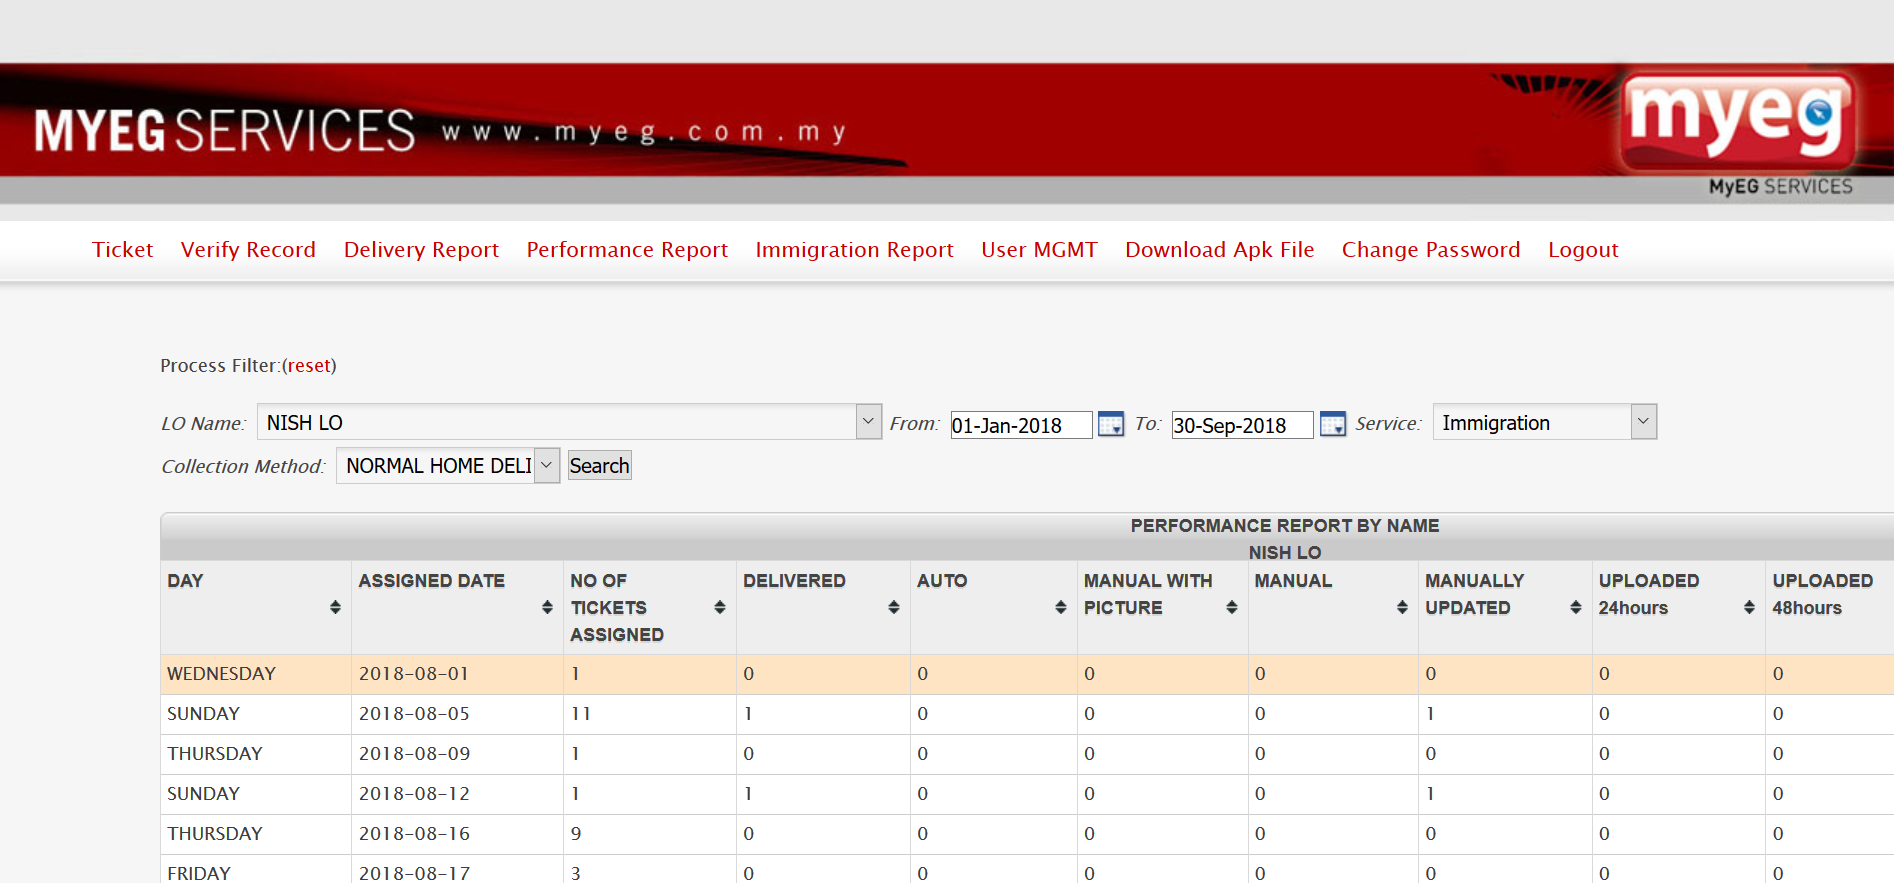 MYEG SERVICES www.myeg.com.my
myeg
MyEG SERVICES
Ticket Verify Record Delivery Report Performance Report Immigration Report User MGMT Download Apk File Change Password Logout
Process Filter:(reset)
LO Name: NISH LO From: 01-Jan-2018 To: 30-Sep-2018 Service: Immigration
Collection Method: NORMAL HOME DELI Search
PERFORMANCE REPORT BY NAME
NISH LO
DAY ASSIGNED DATE NO OF TICKETS ASSIGNED DELIVERED AUTO MANUAL WITH PICTURE MANUAL MANUALLY UPDATED UPLOADED 24hours UPLOADED 48hours
WEDNESDAY 2018-08-01 1 0 0 0 0 0 0 0
SUNDAY 2018-08-05 11 1 0 0 0 1 0 0
THURSDAY 2018-08-09 1 0 0 0 0 0 0 0
SUNDAY 2018-08-12 1 1 0 0 0 1 0 0
THURSDAY 2018-08-16 9 0 0 0 0 0 0 0
FRIDAY 2018-08-17 3 0 0 0 0 0 0 0